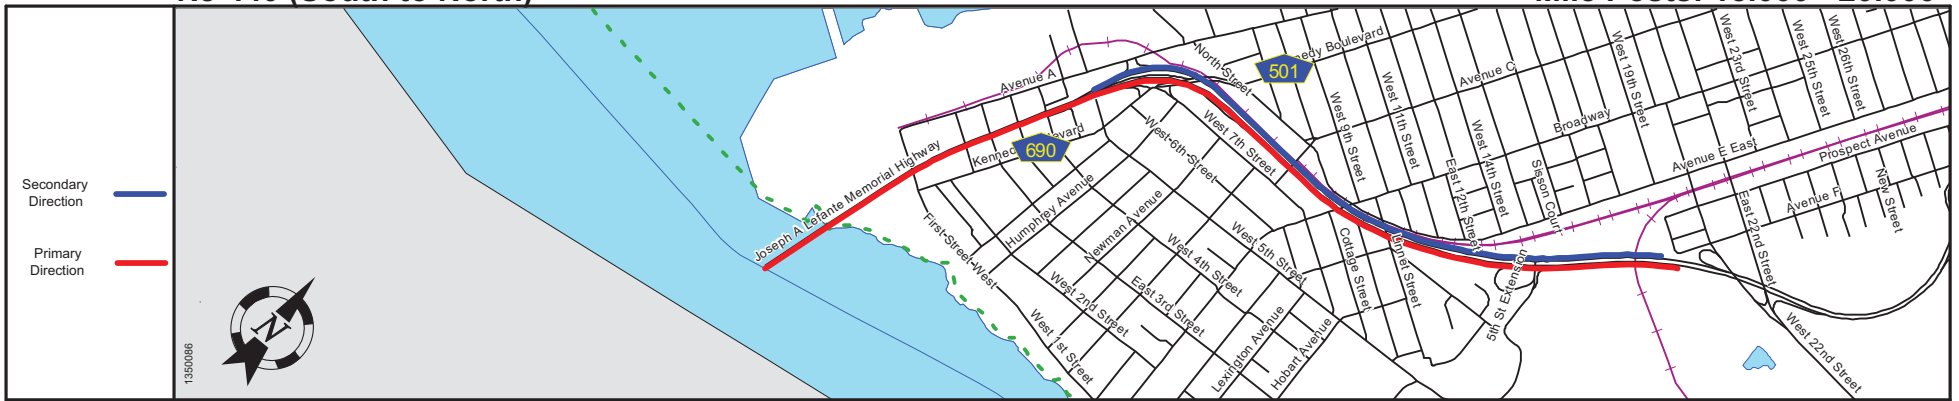 Secondary
Direction
Primary
Direction
1350086
N
Joseph A Lefante Memorial Highway
Avenue A
690
501
North Street
Avenue C
Broadway
West 9th Street
West 11th Street
East 12th Street
West 14th Street
Sisson Court
West 19th Street
West 23rd Street
West 25th Street
West 26th Street
Avenue E East
Prospect Avenue
Avenue F
New Street
East 22nd Street
West 22nd Street
5th St Extension
Linnet Street
Cottage Street
West 7th Street
West 6th Street
West 5th Street
West 4th Street
East 3rd Street
West 2nd Street
West 1st Street
First Street West
Humphrey Avenue
Newman Avenue
Lexington Avenue
Hobart Avenue
Boulevard